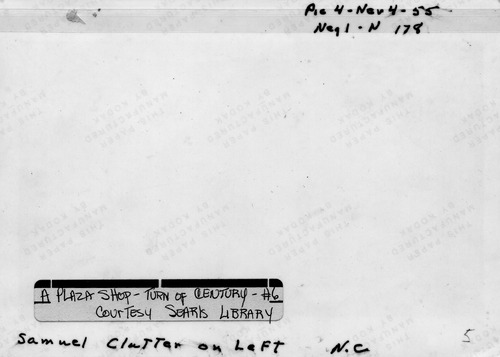 Pic 4-Nov 4-55
Neg 1-N 178
A PLAZA SHOP - TURN OF CENTURY - #6
COURTESY SEARLS LIBRARY
Samuel Clutter on Left N.C
5